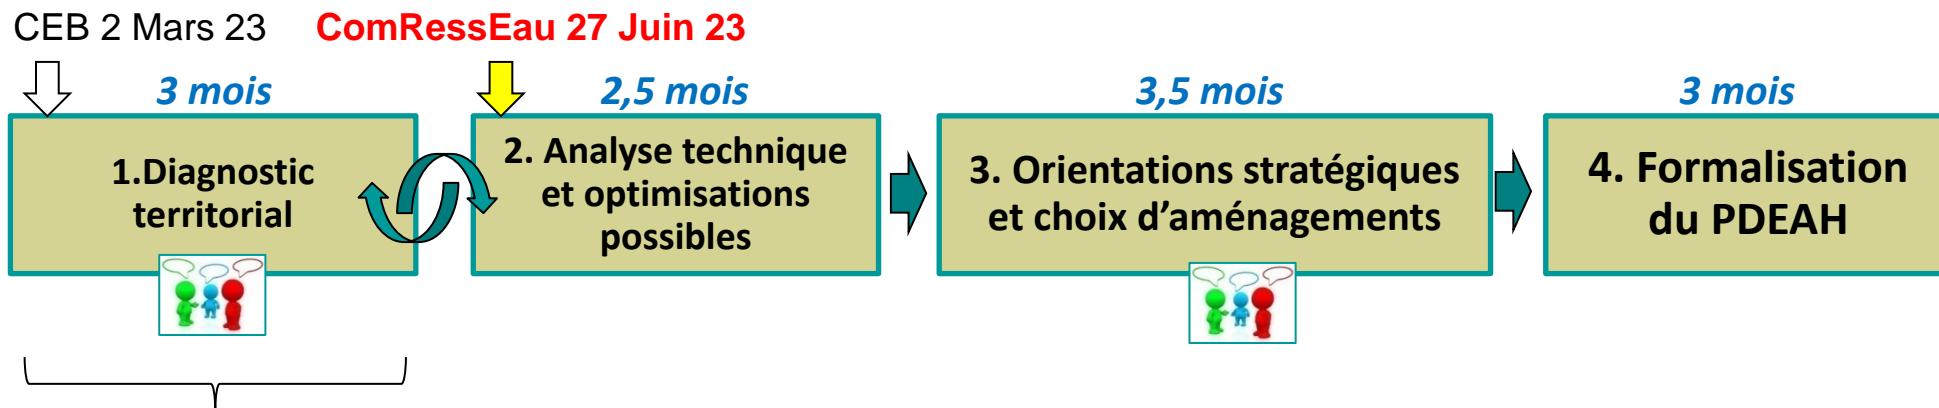 CEB 2 Mars 23 ComRessEau 27 Juin 23
3 mois
2,5 mois
3,5 mois
3 mois
1.Diagnostic
territorial
2. Analyse technique
et optimisations
possibles
3. Orientations stratégiques
et choix d’aménagements
4. Formalisation
du PDEAH